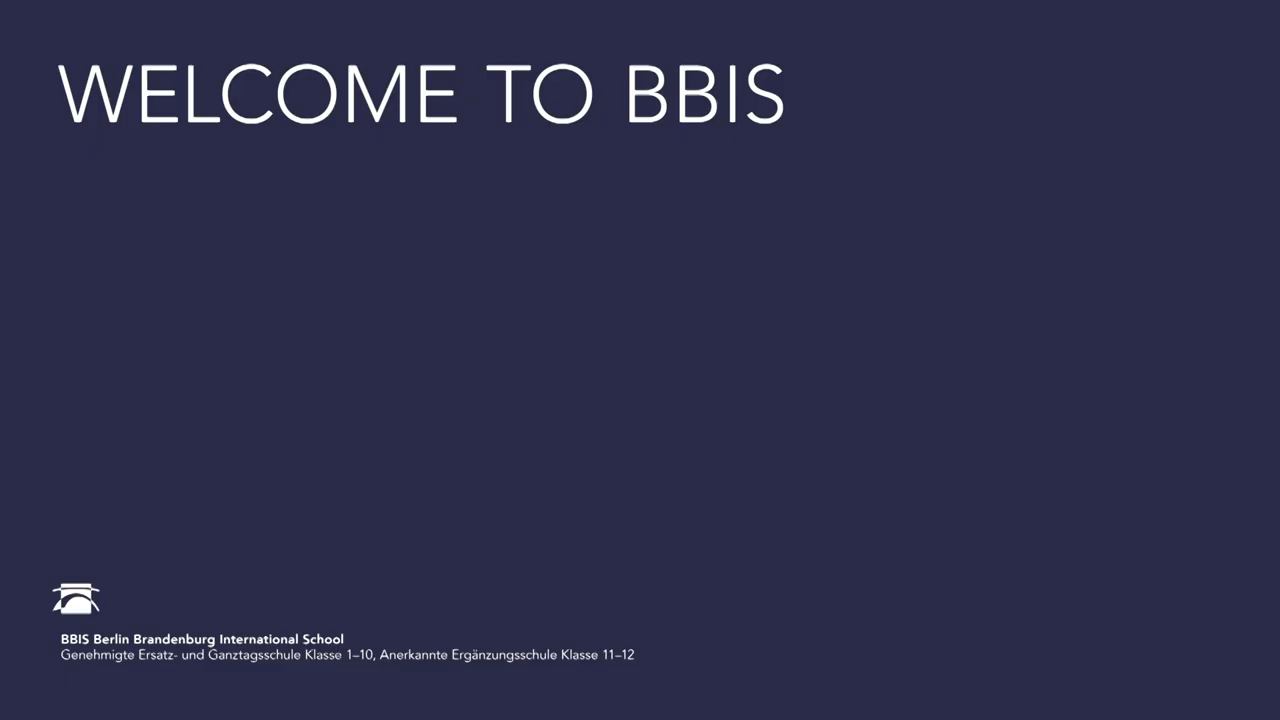 WELCOME TO BBIS
BBIS Berlin Brandenburg International School
Genehmigte Ersatz- und Ganztagsschule Klasse 1–10, Anerkannte Ergänzungsschule Klasse 11–12